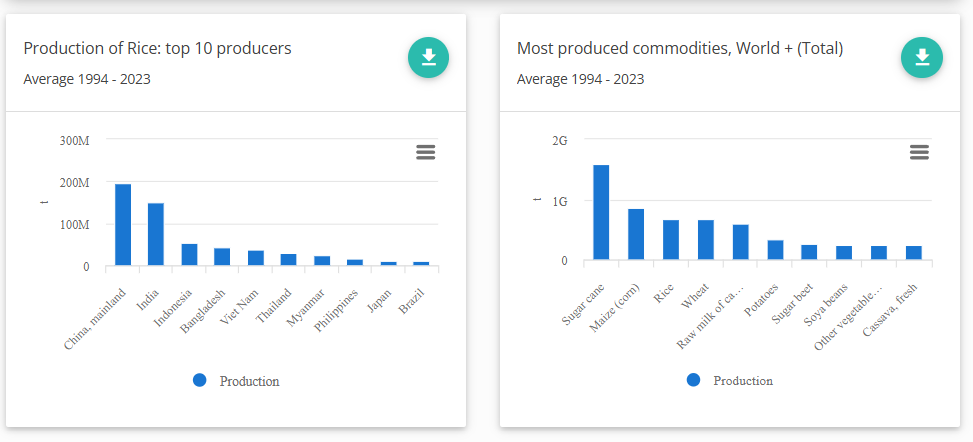 Production of Rice: top 10 producers
Average 1994 - 2023
300M
200M
100M
0
t
China, mainland
India
Indonesia
Bangladesh
Viet Nam
Thailand
Myanmar
Philippines
Japan
Brazil
Production
Most produced commodities, World + (Total)
Average 1994 - 2023
2G
1G
0
t
Sugar cane
Maize (corn)
Rice
Wheat
Raw milk of ca…
Potatoes
Sugar beet
Soya beans
Other vegetable…
Cassava, fresh
Production